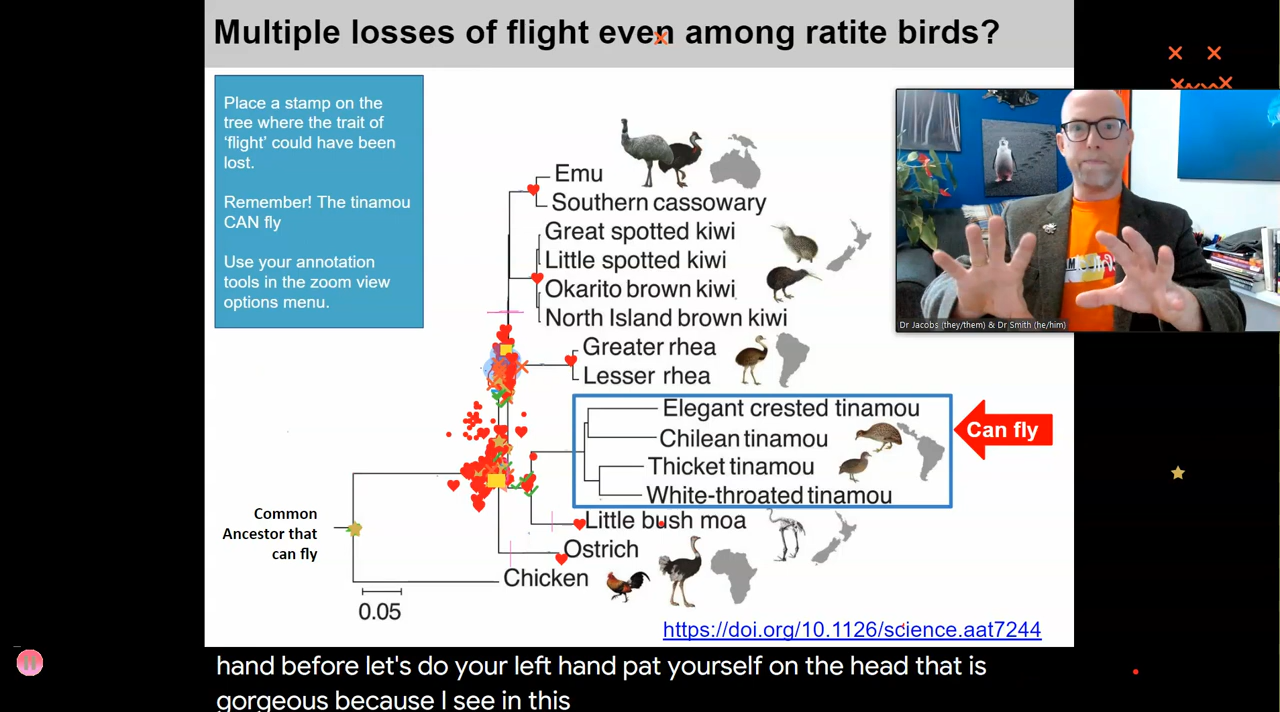 Multiple losses of flight even among ratite birds?
Place a stamp on the
tree where the trait of
‘flight’ could have been
lost.
Remember! The tinamou
CAN fly
Use your annotation
tools in the zoom view
options menu.
Emu
Southern cassowary
Great spotted kiwi
Little spotted kiwi
Okarito brown kiwi
North Island brown kiwi
Greater rhea
Lesser rhea
Elegant crested tinamou
Chilean tinamou
Thicket tinamou
White-throated tinamou
Little bush moa
Ostrich
Chicken
Can fly
Common
Ancestor that
can fly
0.05
https://doi.org/10.1126/science.aat7244
Dr Jacobs (they/them) & Dr Smith (he/him)
hand before let's do your left hand pat yourself on the head that is
gorgeous because I see in this